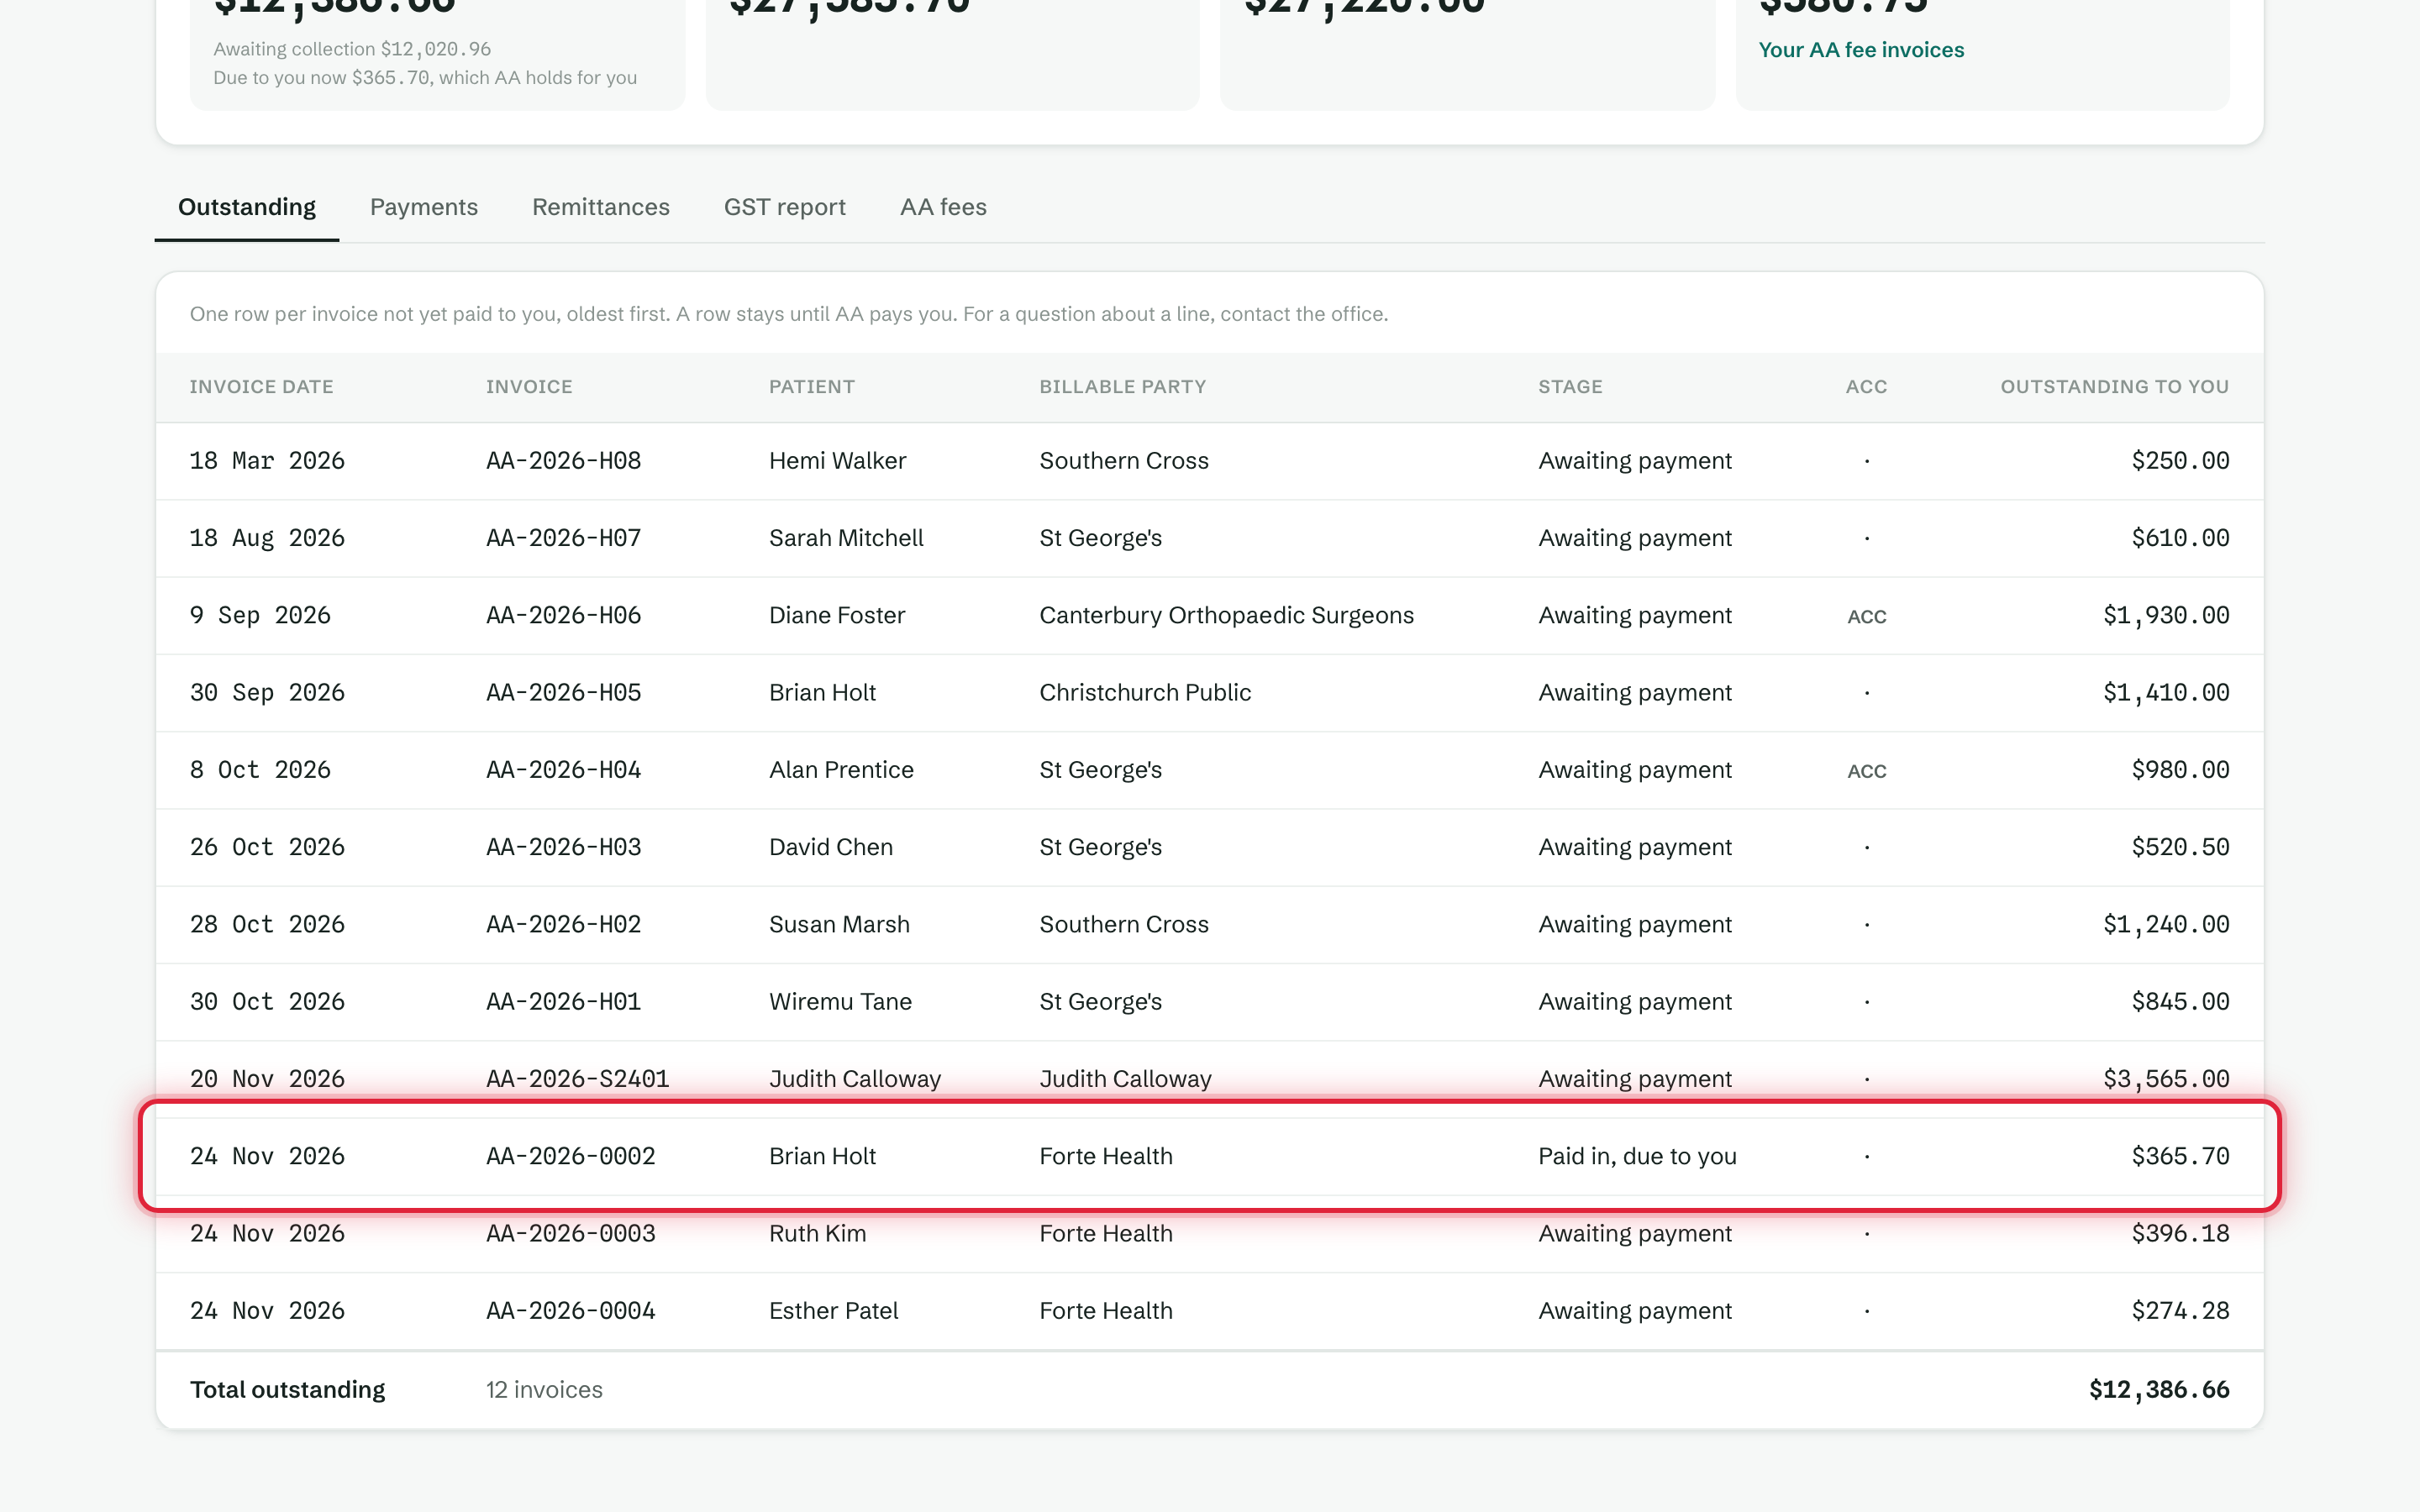 Awaiting collection $12,020.96
Due to you now $365.70, which AA holds for you
Your AA fee invoices
Outstanding Payments Remittances GST report AA fees
One row per invoice not yet paid to you, oldest first. A row stays until AA pays you. For a question about a line, contact the office.
INVOICE DATE INVOICE PATIENT BILLABLE PARTY STAGE ACC OUTSTANDING TO YOU
18 Mar 2026 AA-2026-H08 Hemi Walker Southern Cross Awaiting payment · $250.00
18 Aug 2026 AA-2026-H07 Sarah Mitchell St George's Awaiting payment · $610.00
9 Sep 2026 AA-2026-H06 Diane Foster Canterbury Orthopaedic Surgeons Awaiting payment ACC $1,930.00
30 Sep 2026 AA-2026-H05 Brian Holt Christchurch Public Awaiting payment · $1,410.00
8 Oct 2026 AA-2026-H04 Alan Prentice St George's Awaiting payment ACC $980.00
26 Oct 2026 AA-2026-H03 David Chen St George's Awaiting payment · $520.50
28 Oct 2026 AA-2026-H02 Susan Marsh Southern Cross Awaiting payment · $1,240.00
30 Oct 2026 AA-2026-H01 Wiremu Tane St George's Awaiting payment · $845.00
20 Nov 2026 AA-2026-S2401 Judith Calloway Judith Calloway Awaiting payment · $3,565.00
24 Nov 2026 AA-2026-0002 Brian Holt Forte Health Paid in, due to you · $365.70
24 Nov 2026 AA-2026-0003 Ruth Kim Forte Health Awaiting payment · $396.18
24 Nov 2026 AA-2026-0004 Esther Patel Forte Health Awaiting payment · $274.28
Total outstanding 12 invoices $12,386.66